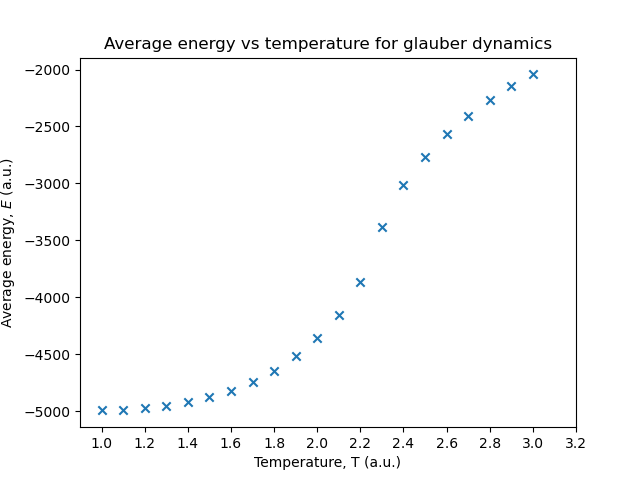 Average energy vs temperature for glauber dynamics
−2000
−2500
−3000
−3500
−4000
−4500
−5000
Average energy, E (a.u.)
1.0 1.2 1.4 1.6 1.8 2.0 2.2 2.4 2.6 2.8 3.0 3.2
Temperature, T (a.u.)